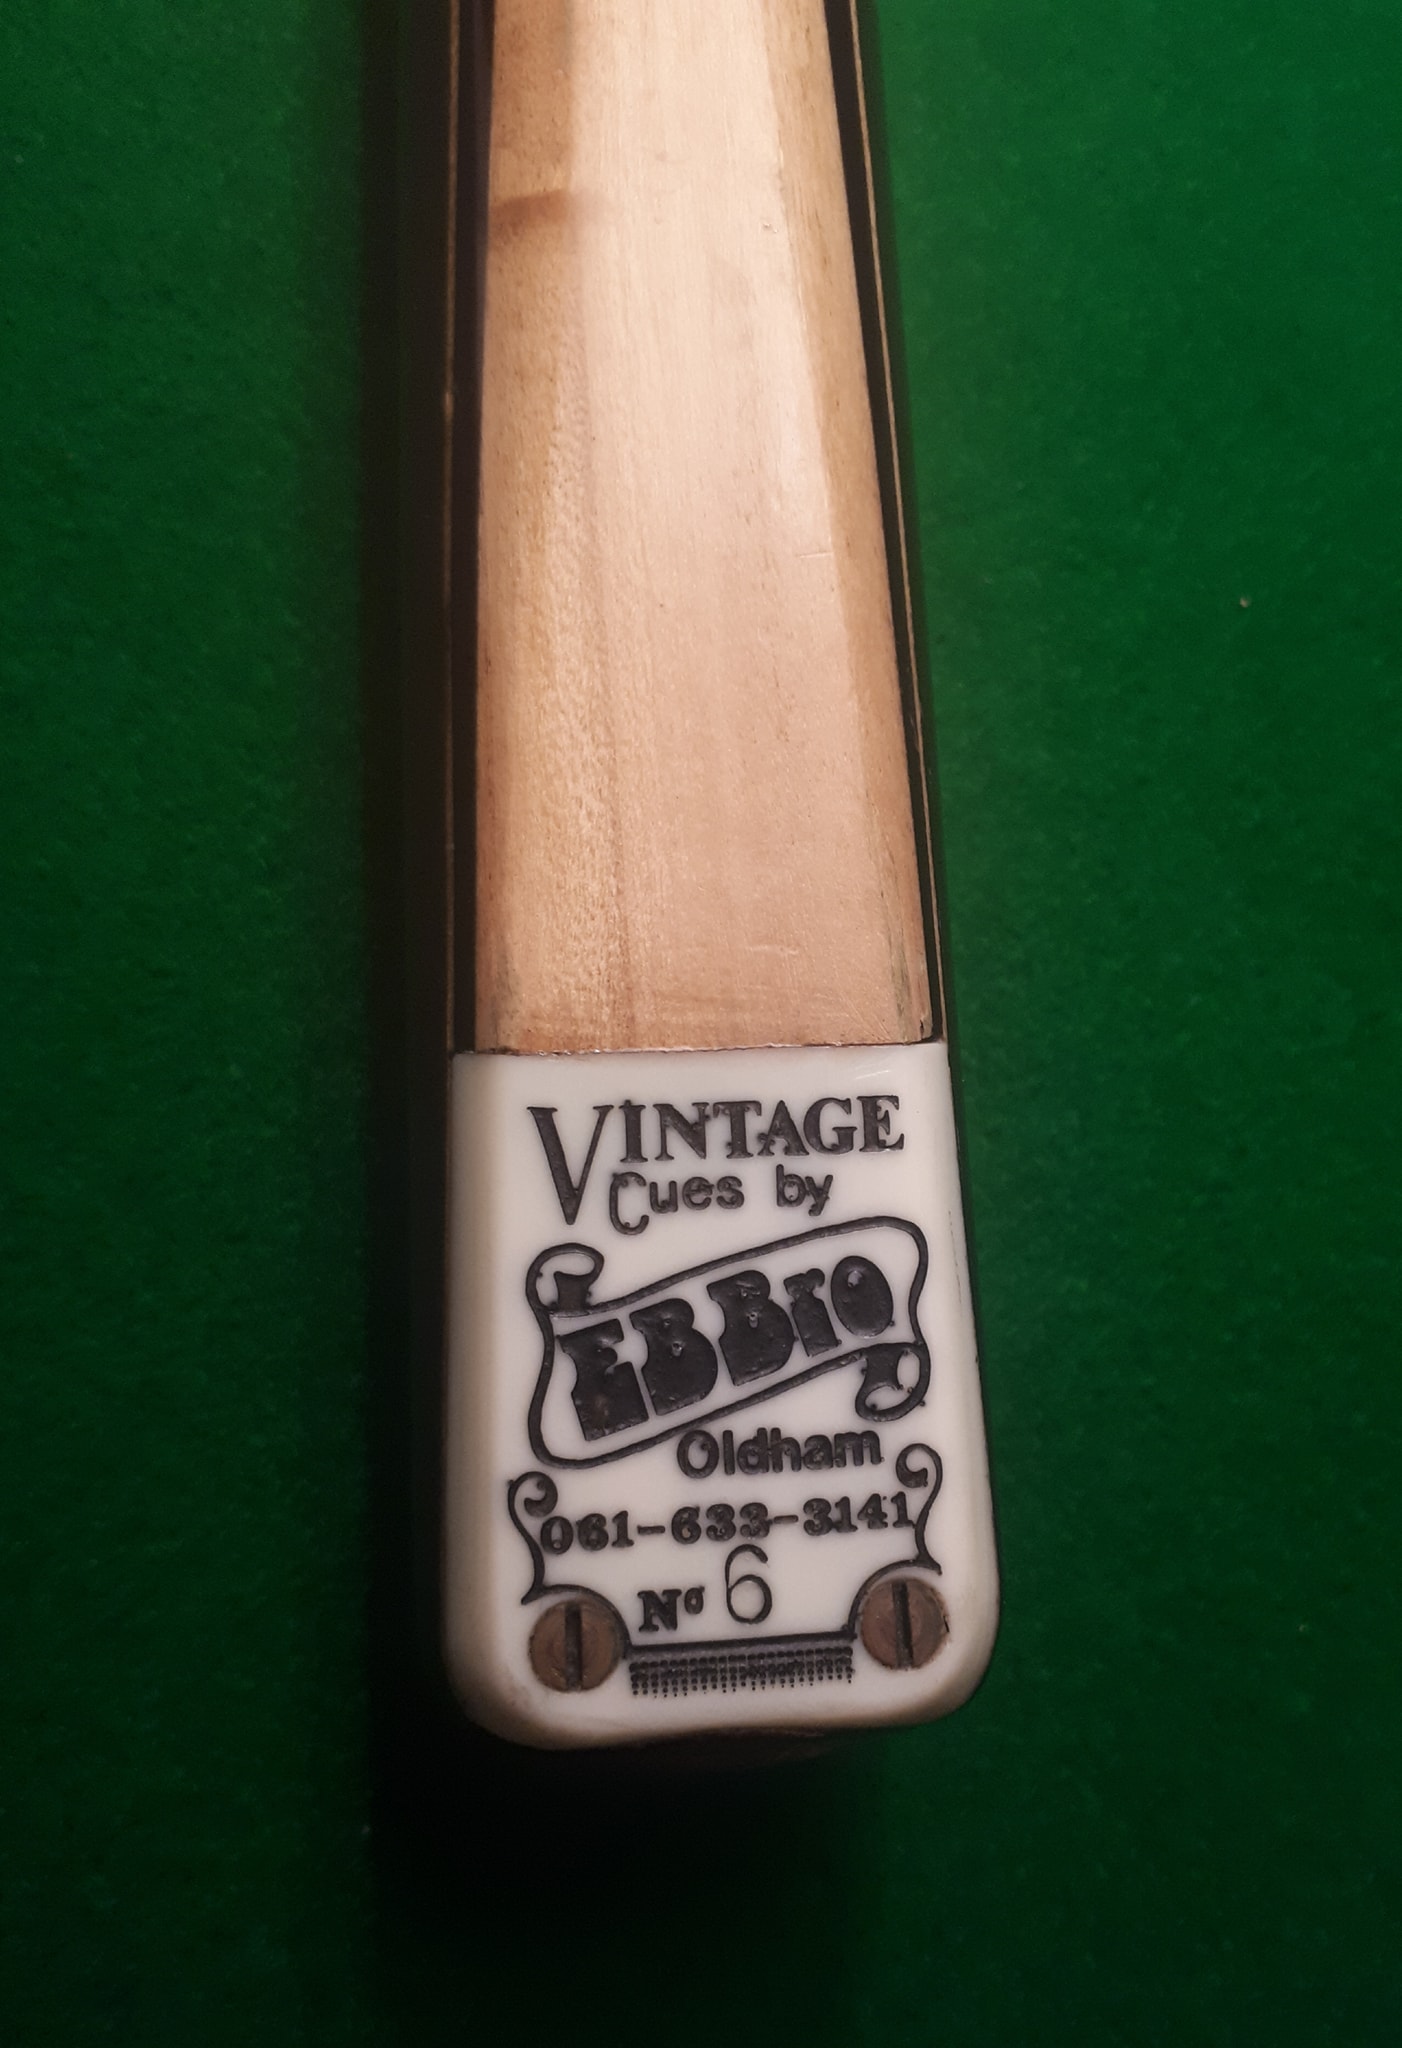 VINTAGE
Cues by
EBBro
Oldham
061-633-3141
No 6